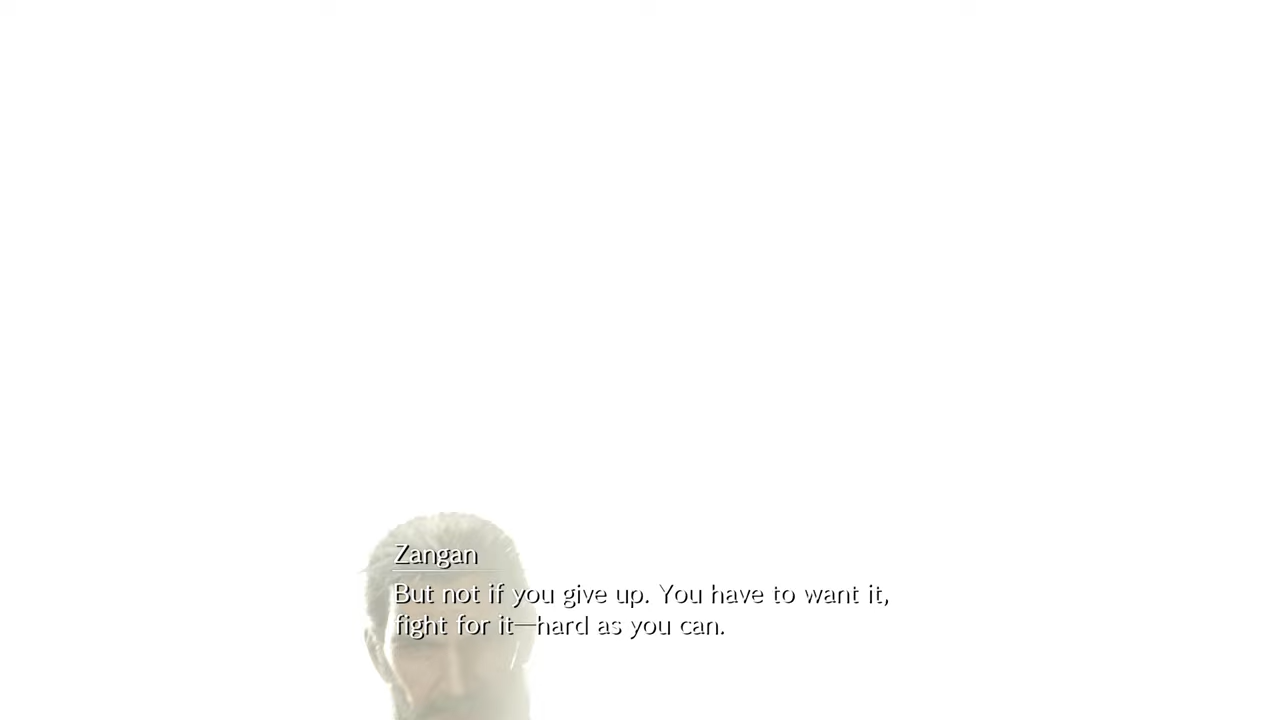 Zangan
But not if you give up. You have to want it,
fight for it—hard as you can.